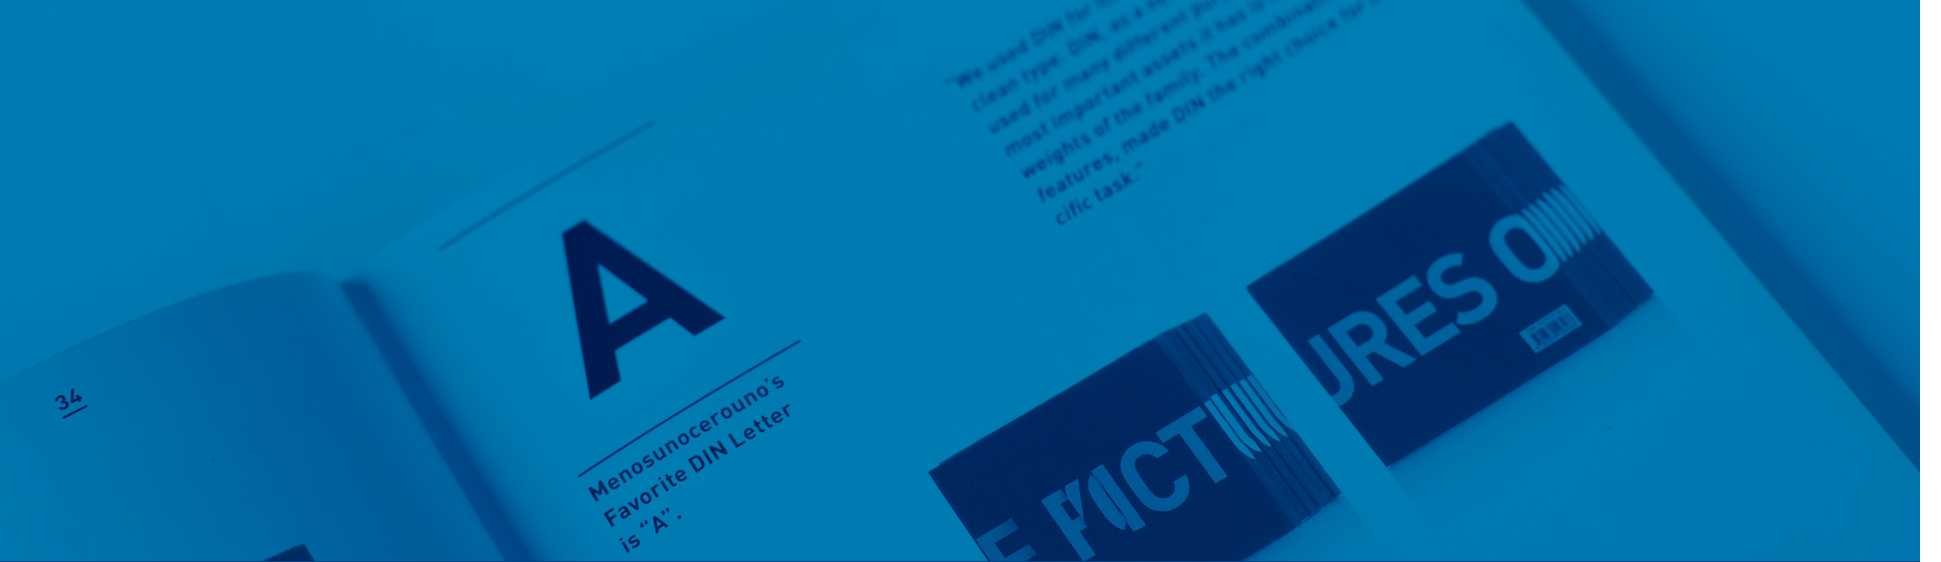 34
A
Menosunocerouno's
Favorite DIN Letter
is "A".
"We used DIN for
clean type. DIN, as a
used for many different
most important assets it has is
weights of the family. The
features, made DIN the right choice for
cific task."
URES O
E PICT